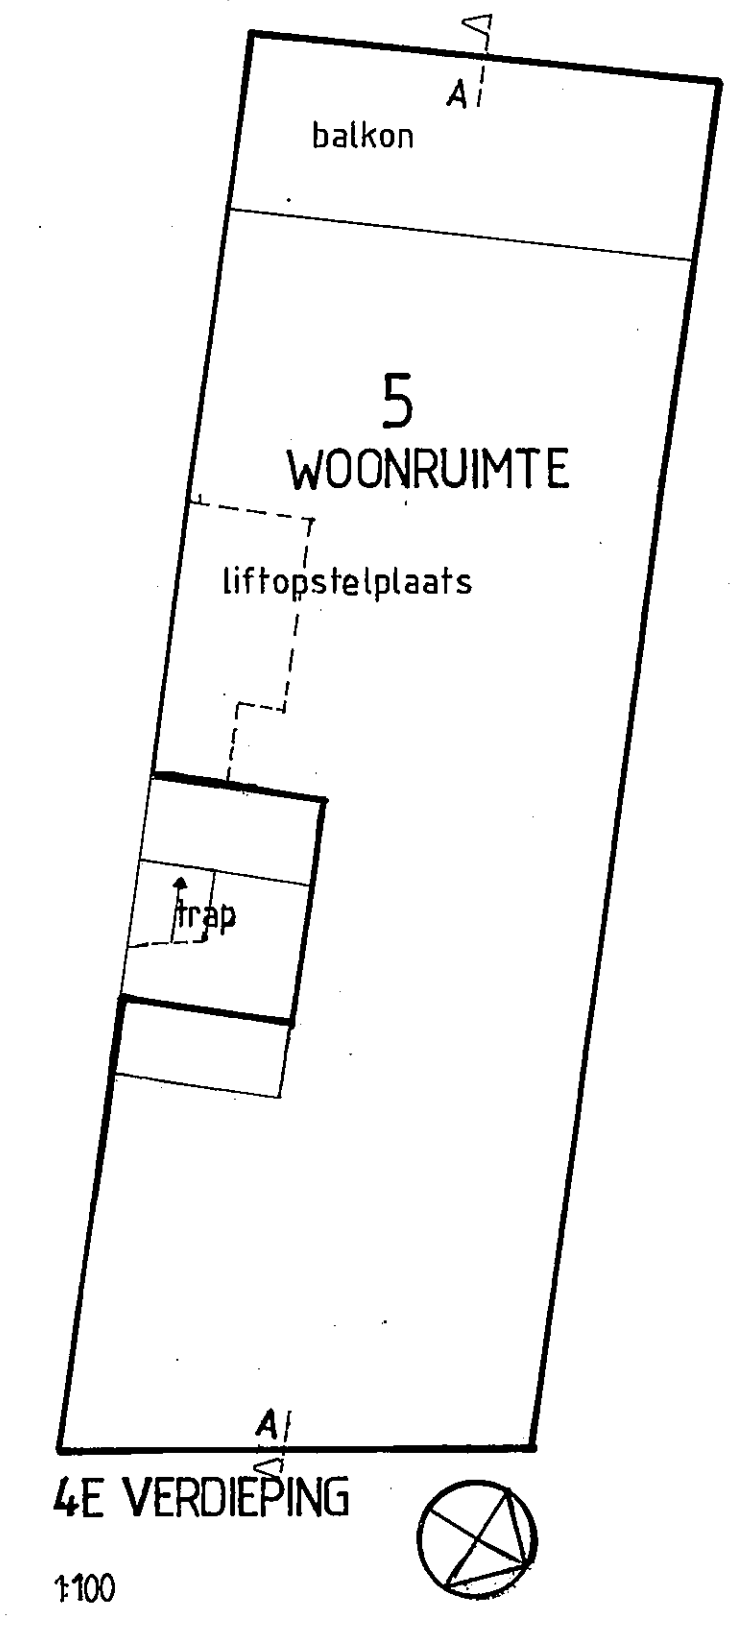 A
balkon
5
WOONRUIMTE
liftopstelplaats
trap
A
4E VERDIEPING
1:100